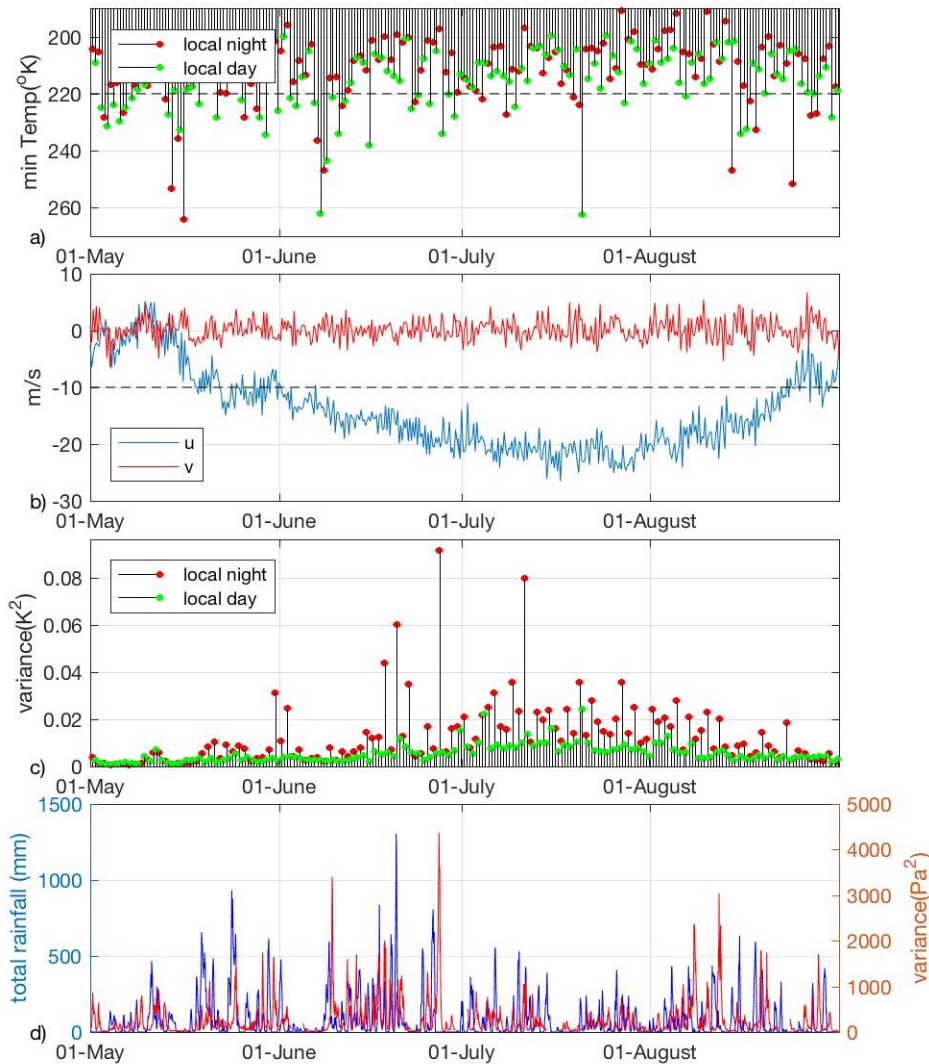 200
220
240
260
min Temp(⁰K)
local night
local day
a)
01-May 01-June 01-July 01-August
10
0
-10
-20
-30
m/s
u
v
b)
01-May 01-June 01-July 01-August
0.08
0.06
0.04
0.02
0
variance(K²)
local night
local day
c)
01-May 01-June 01-July 01-August
1500
1000
500
0
total rainfall (mm)
5000
4000
3000
2000
1000
0
variance(Pa²)
d)
01-May 01-June 01-July 01-August